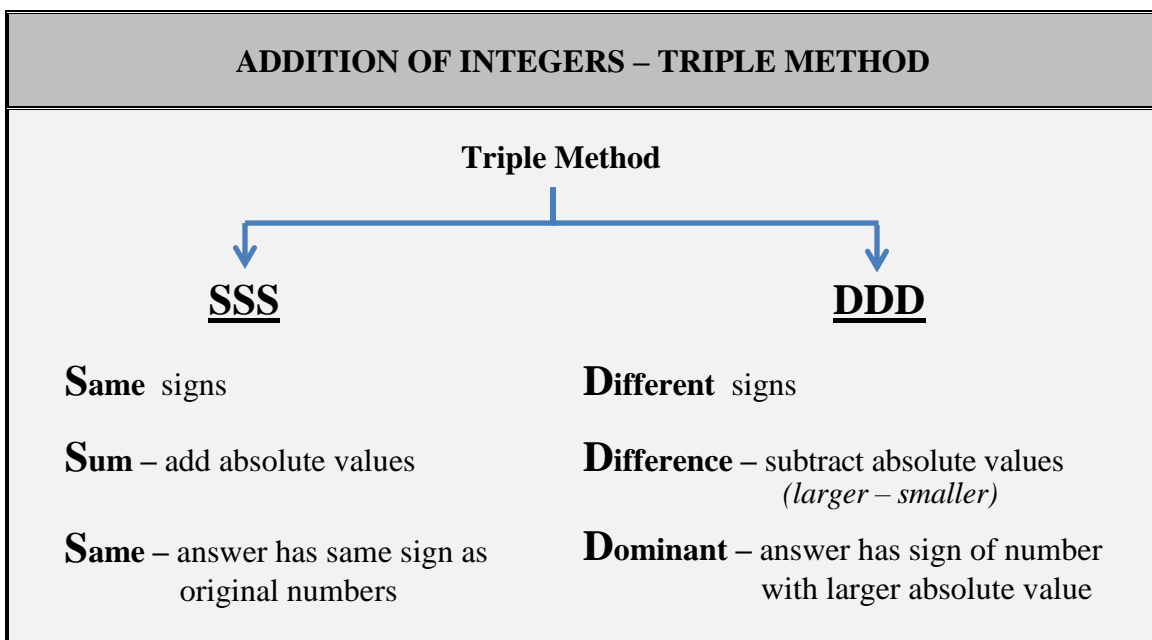 ADDITION OF INTEGERS – TRIPLE METHOD
Triple Method
SSS
Same signs
Sum – add absolute values
Same – answer has same sign as
original numbers
DDD
Different signs
Difference – subtract absolute values
(larger – smaller)
Dominant – answer has sign of number
with larger absolute value